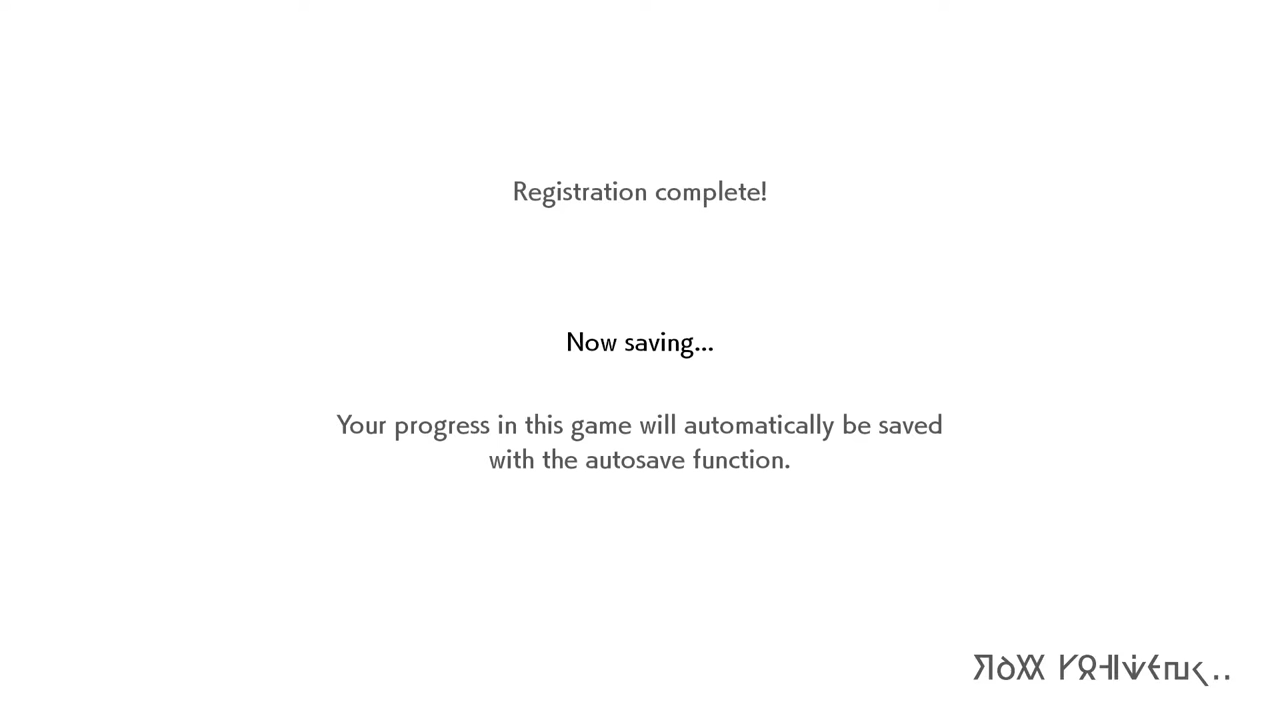 Registration complete!
Now saving...
Your progress in this game will automatically be saved
with the autosave function.